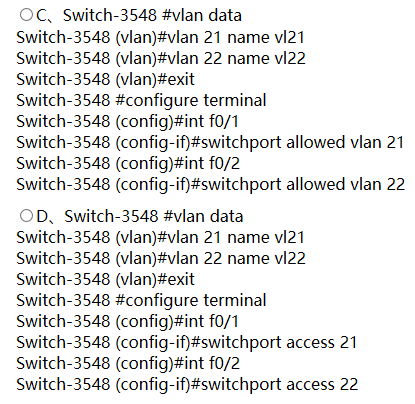 C、Switch-3548 #vlan data
Switch-3548 (vlan)#vlan 21 name vl21
Switch-3548 (vlan)#vlan 22 name vl22
Switch-3548 (vlan)#exit
Switch-3548 #configure terminal
Switch-3548 (config)#int f0/1
Switch-3548 (config-if)#switchport allowed vlan 21
Switch-3548 (config)#int f0/2
Switch-3548 (config-if)#switchport allowed vlan 22
D、Switch-3548 #vlan data
Switch-3548 (vlan)#vlan 21 name vl21
Switch-3548 (vlan)#vlan 22 name vl22
Switch-3548 (vlan)#exit
Switch-3548 #configure terminal
Switch-3548 (config)#int f0/1
Switch-3548 (config-if)#switchport access 21
Switch-3548 (config)#int f0/2
Switch-3548 (config-if)#switchport access 22